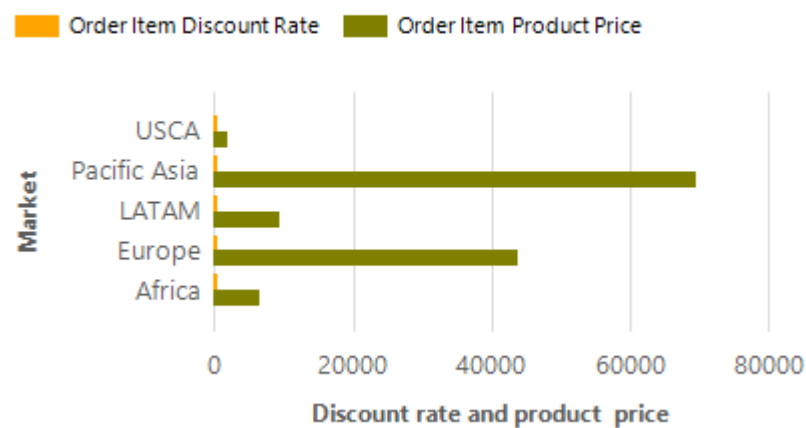 Order Item Discount Rate Order Item Product Price
Market
USCA
Pacific Asia
LATAM
Europe
Africa
0 20000 40000 60000 80000
Discount rate and product price